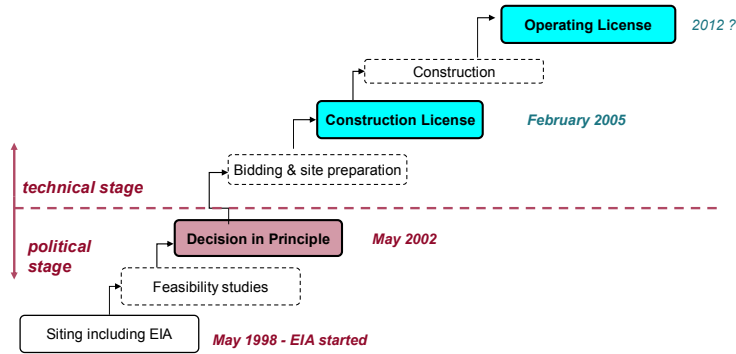 Operating License
2012 ?
Construction
Construction License
February 2005
Bidding & site preparation
technical stage
Decision in Principle
May 2002
political
stage
Feasibility studies
Siting including EIA
May 1998 - EIA started